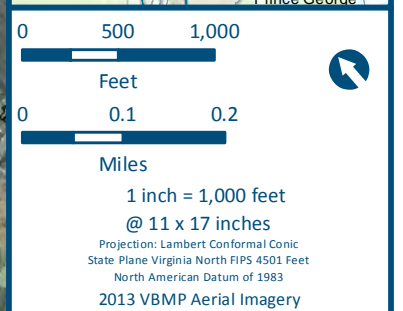 Prince George
0 500 1,000
Feet
0 0.1 0.2
Miles
1 inch = 1,000 feet
@ 11 x 17 inches
Projection: Lambert Conformal Conic
State Plane Virginia North FIPS 4501 Feet
North American Datum of 1983
2013 VBMP Aerial Imagery